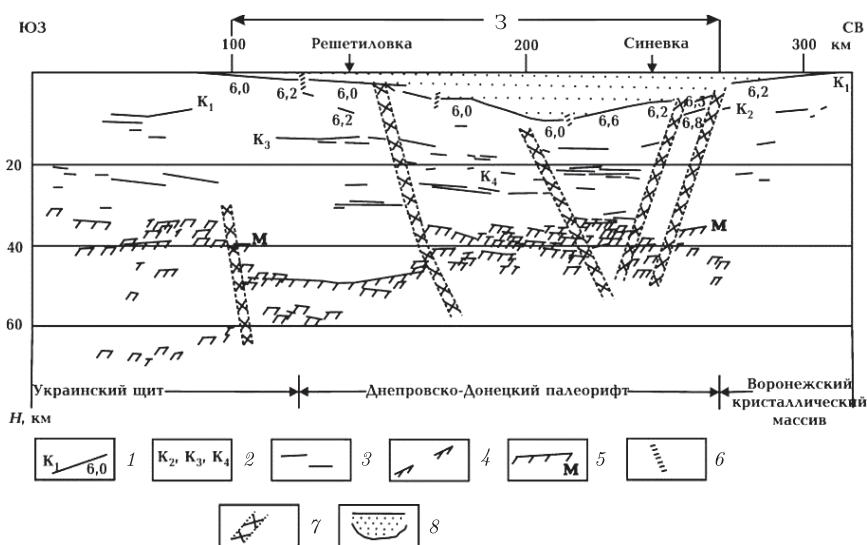 ЮЗ
З
СВ
100
Решетиловка
200
Синевка
300
км
6,0
6,2
6,0
6,2
K₁
K₃
6,0
K₄
6,0
6,6
6,2
6,3
6,8
K₂
6,2
K₁
20
40
60
М
М
Украинский щит
Днепровско-Донецкий палеорифт
Воронежский
кристаллический
массив
H, км
K₁ 6,0 1
K₂, K₃, K₄ 2
3
4
М 5
6
7
8